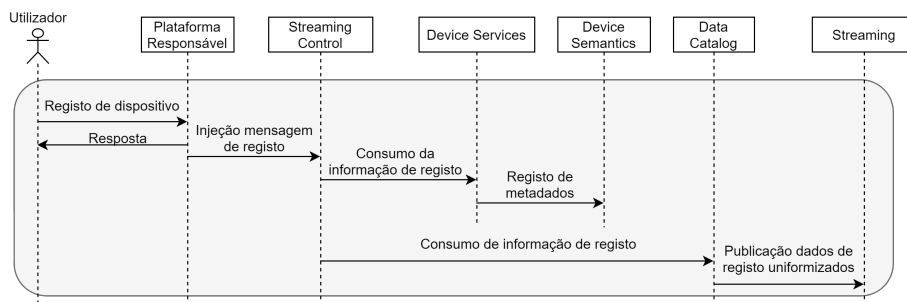 Utilizador
Plataforma
Responsável
Streaming
Control
Device Services
Device
Semantics
Data
Catalog
Streaming
Registo de dispositivo
Resposta
Injeção mensagem
de registo
Consumo da
informação de registo
Registo de
metadados
Consumo de informação de registo
Publicação dados de
registo uniformizados